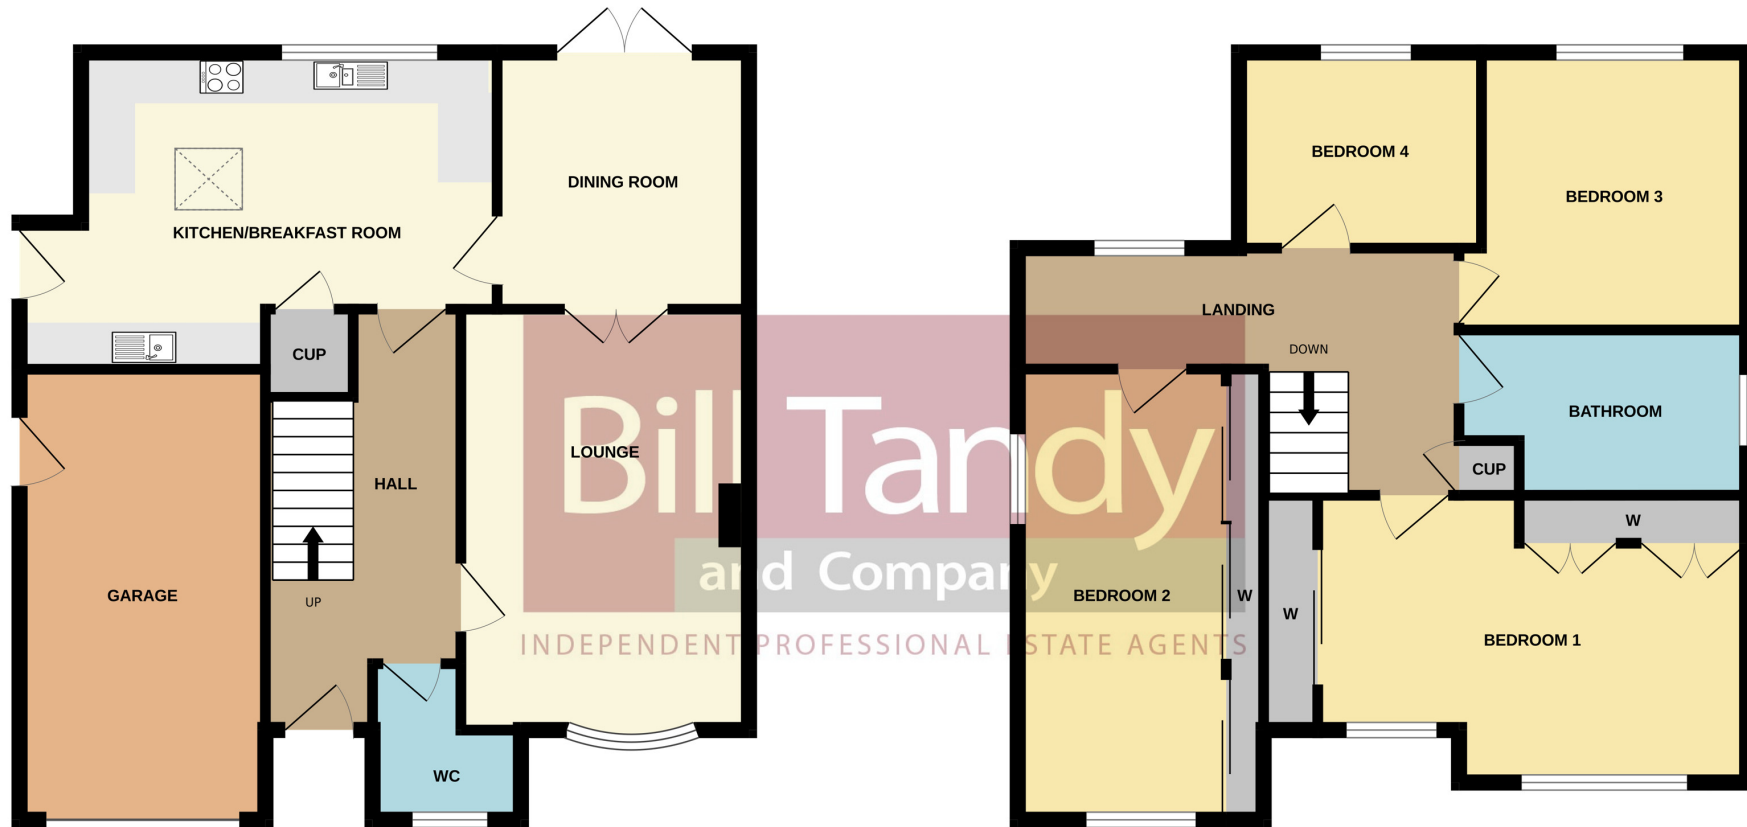 KITCHEN/BREAKFAST ROOM
DINING ROOM
CUP
HALL
LOUNGE
GARAGE
UP
WC
BEDROOM 4
BEDROOM 3
LANDING
DOWN
BATHROOM
CUP
W
BEDROOM 2
W
W
BEDROOM 1
Bill Tandy
and Company
INDEPENDENT PROFESSIONAL ESTATE AGENTS